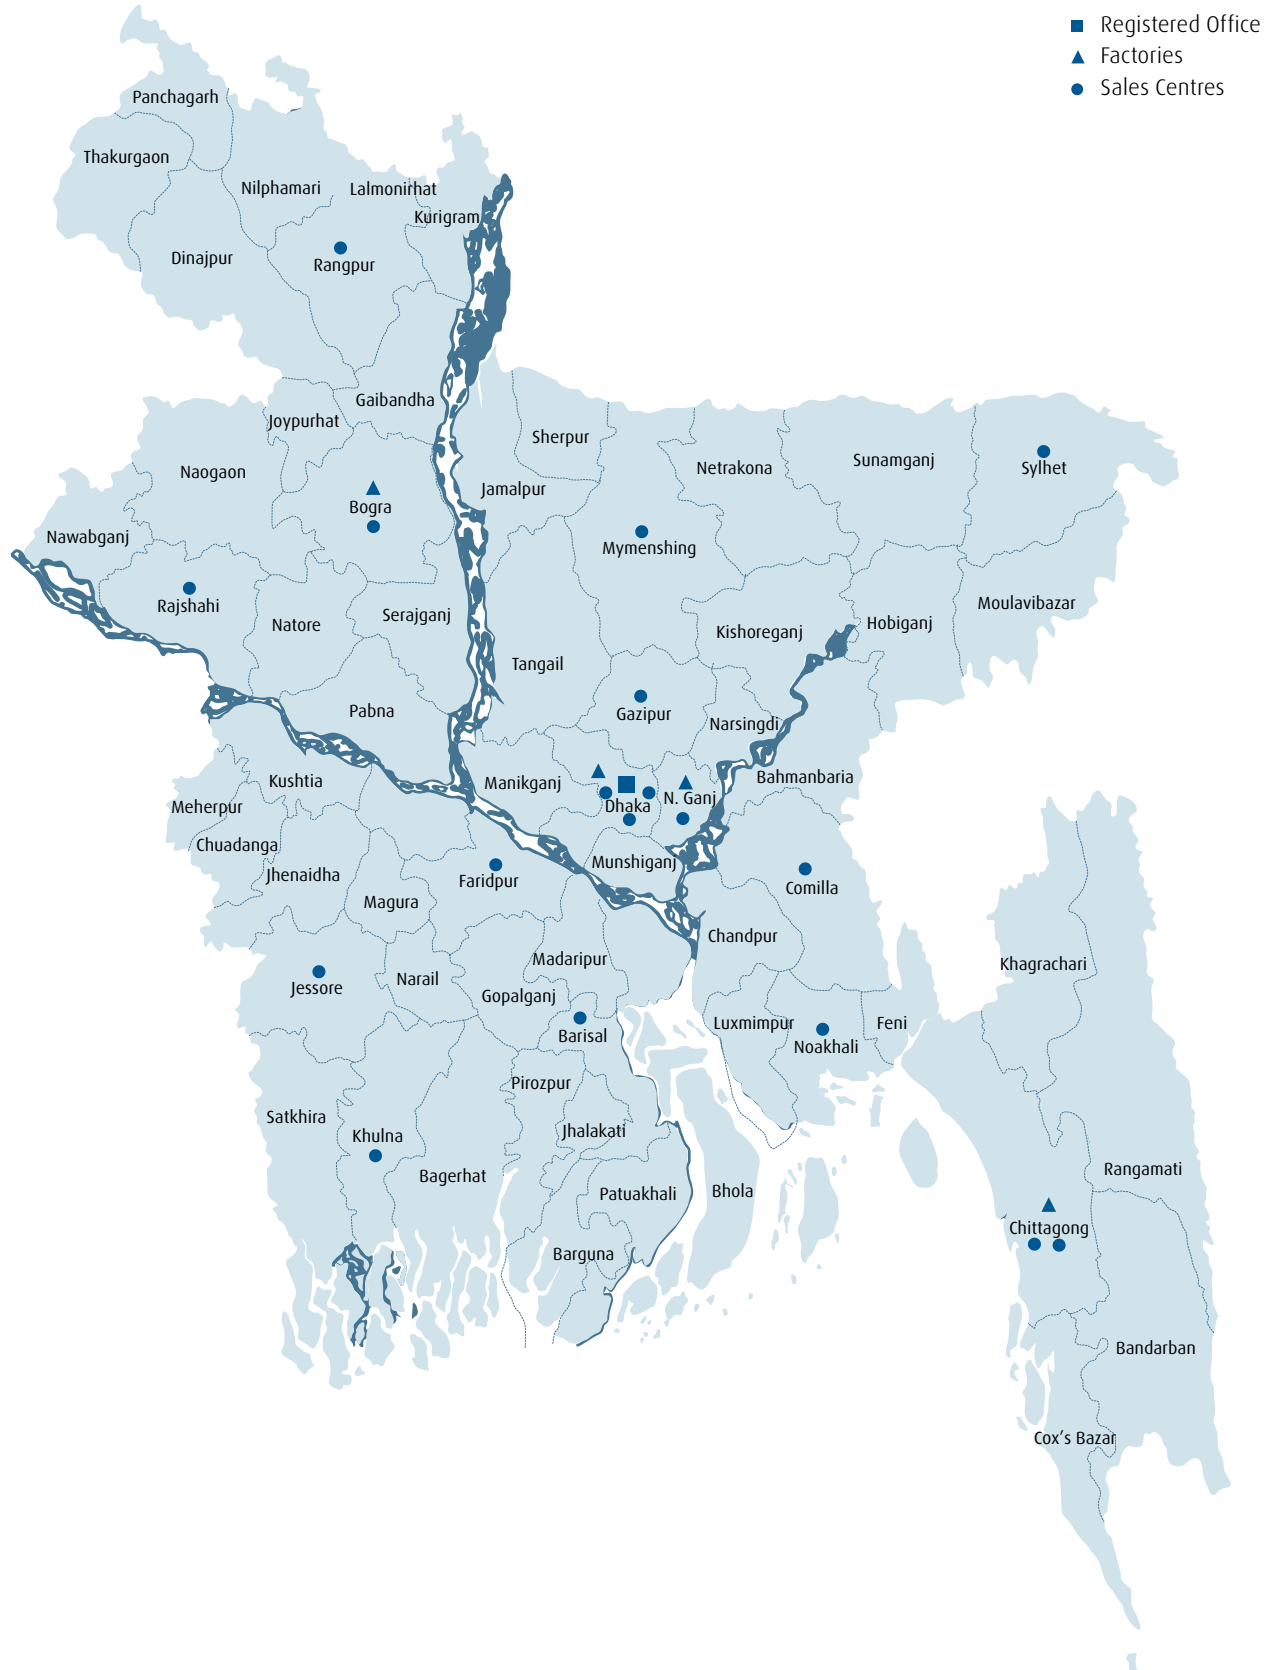 Registered Office
Factories
Sales Centres
Panchagarh
Thakurgaon
Nilphamari
Lalmonirhat
Kurigram
Dinajpur
Rangpur
Gaibandha
Joypurhat
Sherpur
Naogaon
Netrakona
Sunamganj
Sylhet
Jamalpur
Bogra
Nawabganj
Mymenshing
Rajshahi
Natore
Serajganj
Moulavibazar
Kishoreganj
Hobiganj
Tangail
Pabna
Gazipur
Narsingdi
Kushtia
Manikganj
Bahmanbaria
Meherpur
Dhaka
N. Ganj
Chuadanga
Jhenaidha
Faridpur
Munshiganj
Comilla
Magura
Chandpur
Madaripur
Khagrachari
Jessore
Narail
Gopalganj
Luxmimpur
Feni
Barisal
Noakhali
Pirozpur
Satkhira
Khulna
Jhalakati
Bagerhat
Patuakhali
Bhola
Rangamati
Chittagong
Barguna
Bandarban
Cox's Bazar